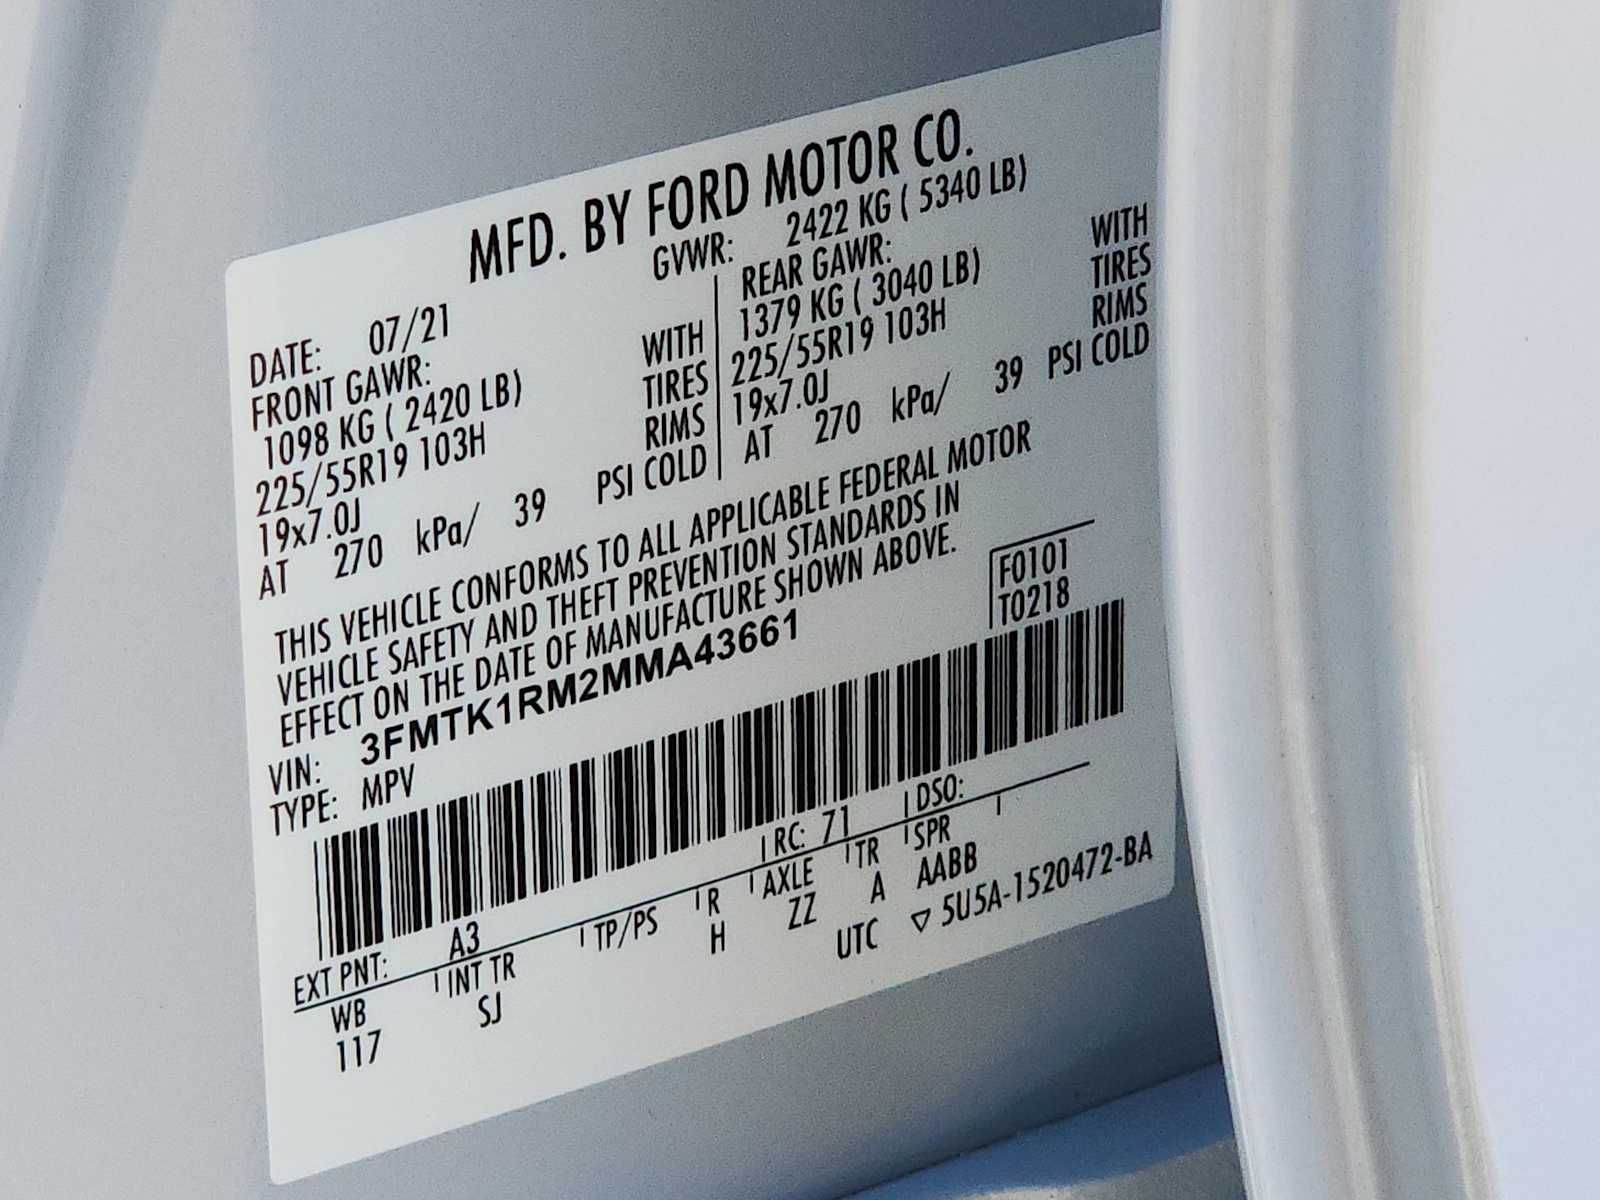 MFD. BY FORD MOTOR CO.
DATE: 07/21 GVWR: 2422 KG ( 5340 LB)
FRONT GAWR: REAR GAWR:
1098 KG ( 2420 LB) WITH 1379 KG ( 3040 LB) WITH
225/55R19 103H TIRES 225/55R19 103H TIRES
19x7.0J RIMS 19x7.0J RIMS
AT 270 kPa/ 39 PSI COLD AT 270 kPa/ 39 PSI COLD
THIS VEHICLE CONFORMS TO ALL APPLICABLE FEDERAL MOTOR
VEHICLE SAFETY AND THEFT PREVENTION STANDARDS IN
EFFECT ON THE DATE OF MANUFACTURE SHOWN ABOVE.
F0101
T0218
VIN: 3FMTK1RM2MMA43661
TYPE: MPV
EXT PNT: A3 RC: 71 DSO:
WB INT TR TP/PS R AXLE TR SPR
117 SJ H ZZ A AABB
UTC ▽ 5U5A-1520472-BA